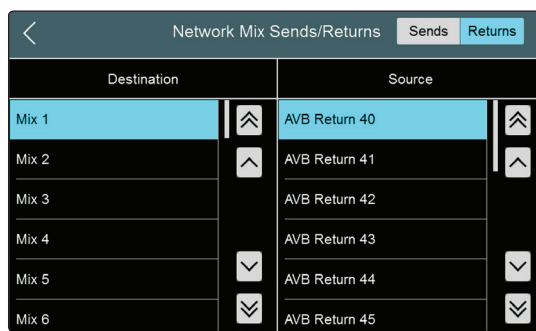 Network Mix Sends/Returns Sends Returns
Destination Source
Mix 1 AVB Return 40
Mix 2 AVB Return 41
Mix 3 AVB Return 42
Mix 4 AVB Return 43
Mix 5 AVB Return 44
Mix 6 AVB Return 45